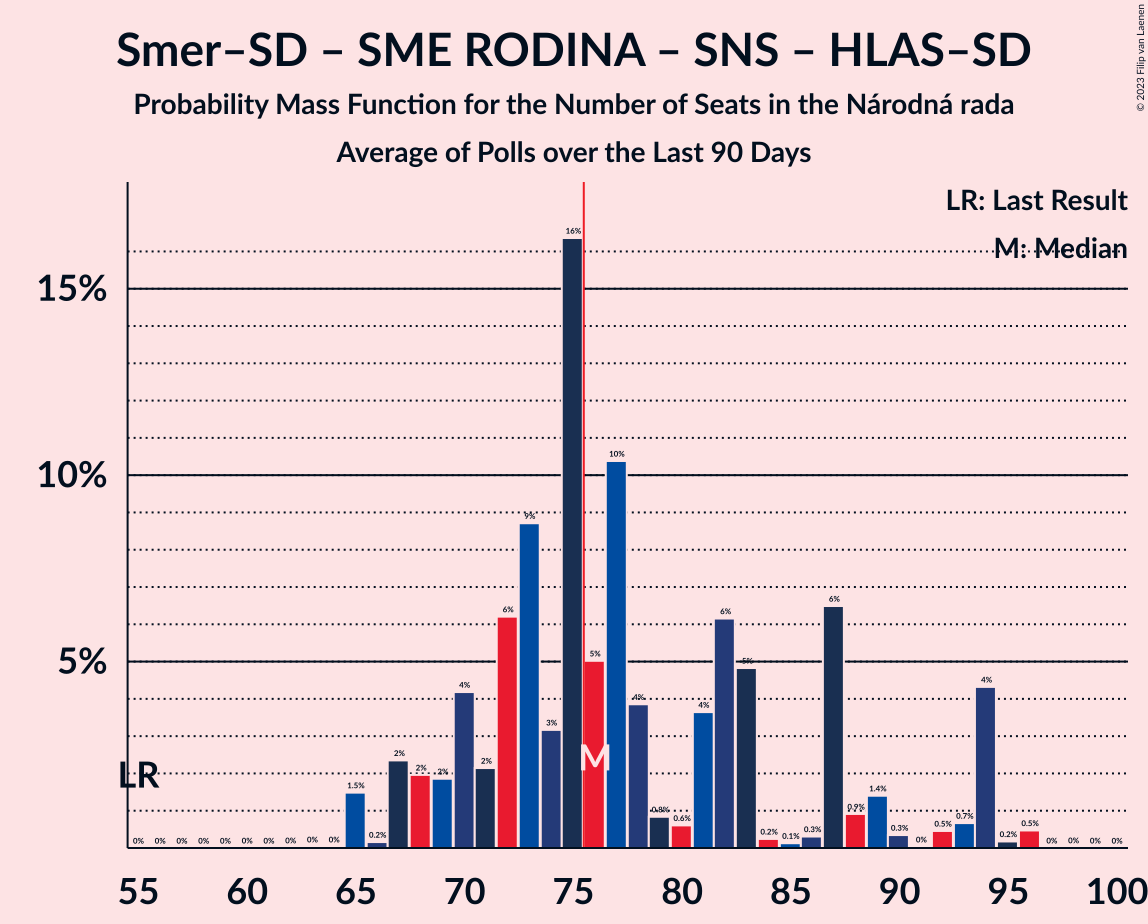 Smer–SD – SME RODINA – SNS – HLAS–SD
Probability Mass Function for the Number of Seats in the Národná rada
Average of Polls over the Last 90 Days
© 2023 Filip van Laenen
LR: Last Result
M: Median
15%
10%
5%
LR
M
0% 0% 0% 0% 0% 0% 0% 0% 0% 0% 1.5% 0.2% 2% 2% 2% 4% 2% 6% 9% 3% 16% 5% 10% 4% 0.8% 0.6% 4% 6% 5% 0.2% 0.1% 0.3% 6% 0.9% 1.4% 0.3% 0% 0.5% 0.7% 4% 0.2% 0.5% 0% 0% 0% 0%
55 60 65 70 75 80 85 90 95 100